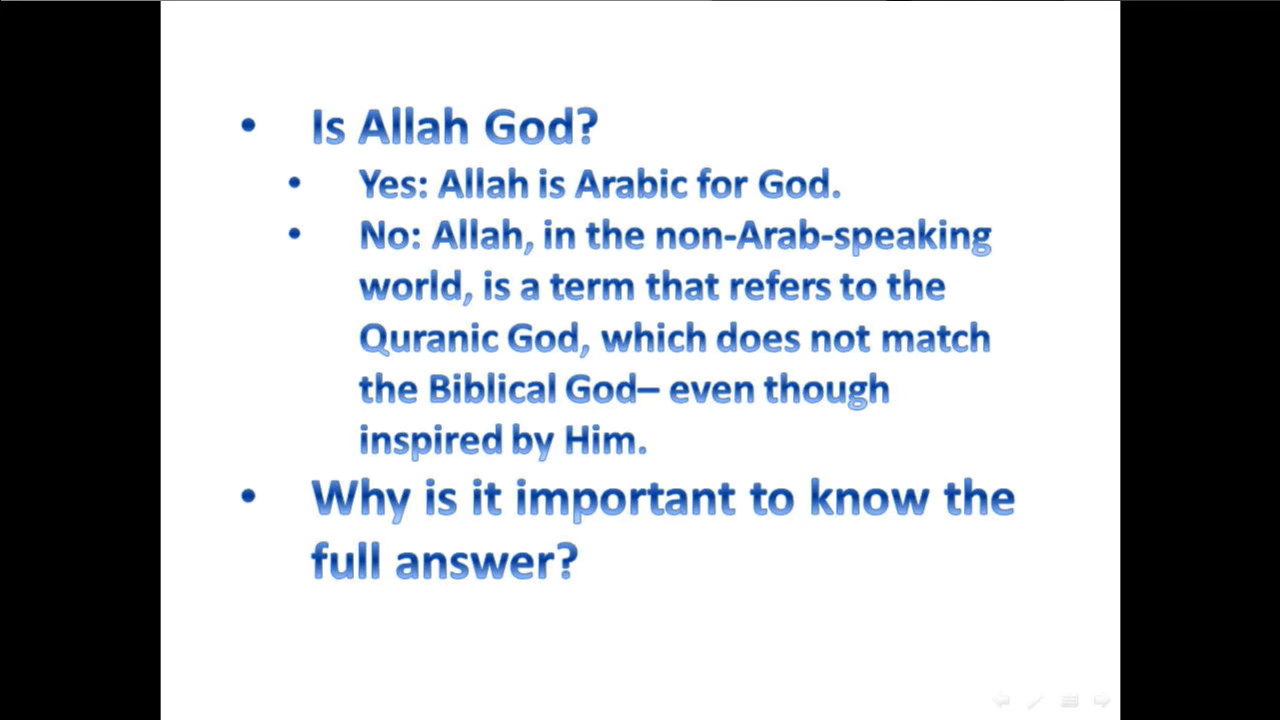 • Is Allah God?
• Yes: Allah is Arabic for God.
• No: Allah, in the non-Arab-speaking
world, is a term that refers to the
Quranic God, which does not match
the Biblical God– even though
inspired by Him.
• Why is it important to know the
full answer?